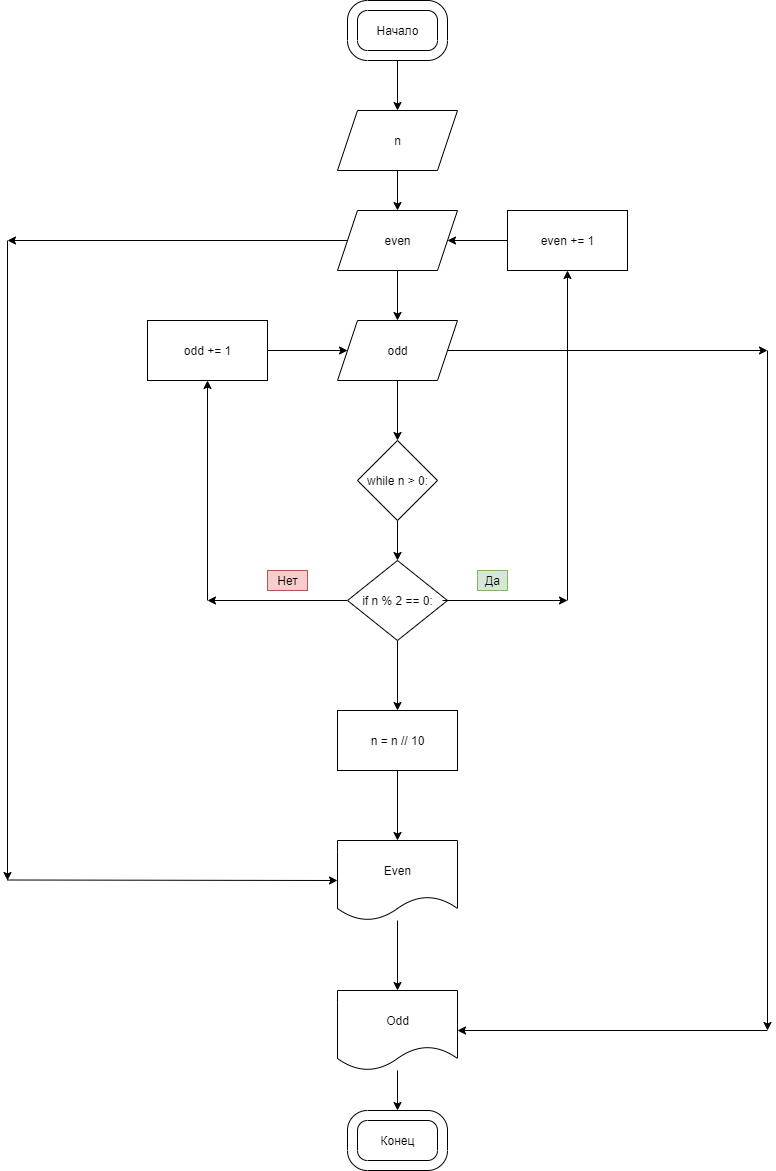 Начало
n
even
even += 1
odd += 1
odd
while n > 0:
Нет
Да
if n % 2 == 0:
n = n // 10
Even
Odd
Конец